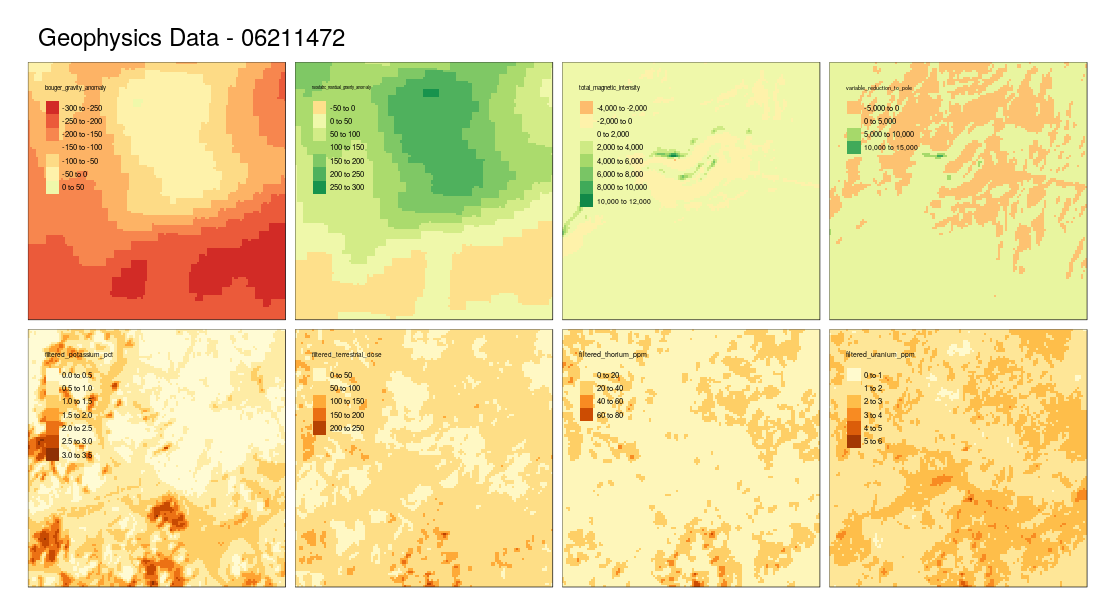 Geophysics Data - 06211472
bouger_gravity_anomaly
-300 to -250
-250 to -200
-200 to -150
-150 to -100
-100 to -50
-50 to 0
0 to 50
isostatic_residual_gravity_anomaly
-50 to 0
0 to 50
50 to 100
100 to 150
150 to 200
200 to 250
250 to 300
total_magnetic_intensity
-4,000 to -2,000
-2,000 to 0
0 to 2,000
2,000 to 4,000
4,000 to 6,000
6,000 to 8,000
8,000 to 10,000
10,000 to 12,000
variable_reduction_to_pole
-5,000 to 0
0 to 5,000
5,000 to 10,000
10,000 to 15,000
filtered_potassium_pct
0.0 to 0.5
0.5 to 1.0
1.0 to 1.5
1.5 to 2.0
2.0 to 2.5
2.5 to 3.0
3.0 to 3.5
filtered_terrestrial_dose
0 to 50
50 to 100
100 to 150
150 to 200
200 to 250
filtered_thorium_ppm
0 to 20
20 to 40
40 to 60
60 to 80
filtered_uranium_ppm
0 to 1
1 to 2
2 to 3
3 to 4
4 to 5
5 to 6